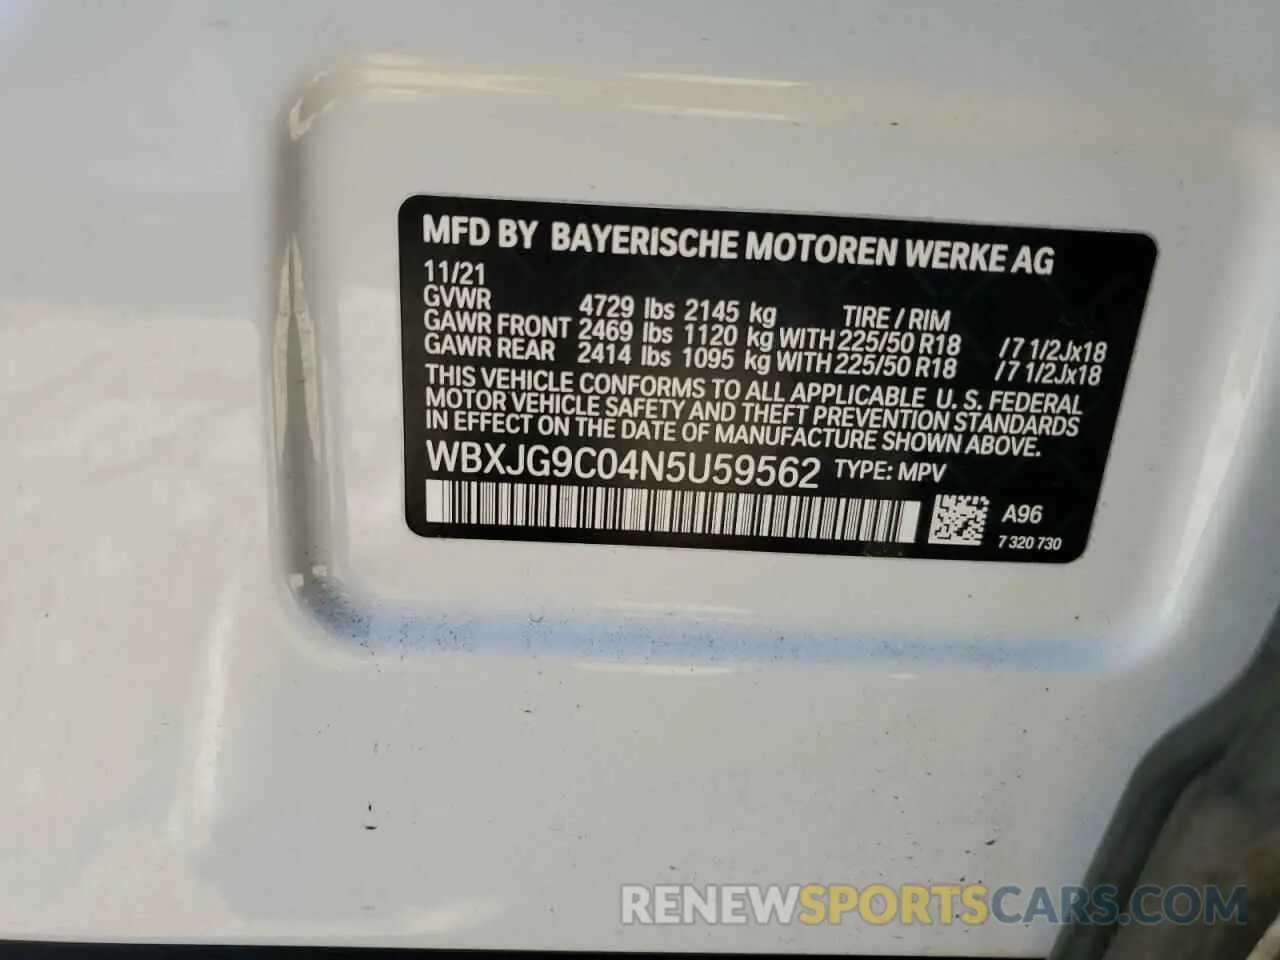 MFD BY BAYERISCHE MOTOREN WERKE AG
11/21
GVWR 4729 lbs 2145 kg TIRE / RIM
GAWR FRONT 2469 lbs 1120 kg WITH 225/50 R18 /7 1/2Jx18
GAWR REAR 2414 lbs 1095 kg WITH 225/50 R18 /7 1/2Jx18
THIS VEHICLE CONFORMS TO ALL APPLICABLE U. S. FEDERAL
MOTOR VEHICLE SAFETY AND THEFT PREVENTION STANDARDS
IN EFFECT ON THE DATE OF MANUFACTURE SHOWN ABOVE.
WBXJG9C04N5U59562 TYPE: MPV
A96
7 320 730
RENEWSPORTSCARS.COM